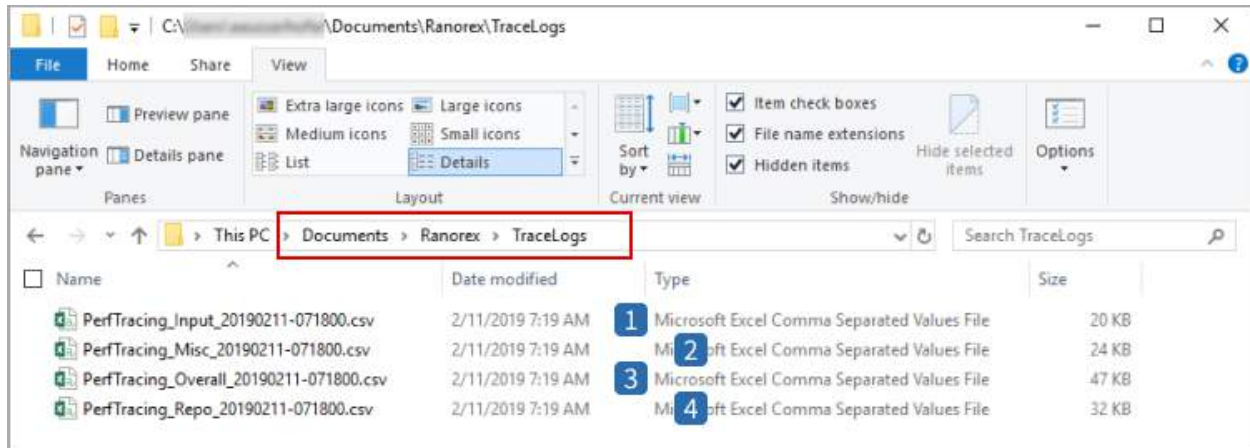 C:\ \Documents\Ranorex\TraceLogs
File Home Share View
Navigation pane
Preview pane
Details pane
Panes
Extra large icons Large icons
Medium icons Small icons
List Details
Layout
Sort by
Current view
Item check boxes
File name extensions
Hidden items
Hide selected items
Show/hide
Options
This PC > Documents > Ranorex > TraceLogs
Search TraceLogs
Name Date modified Type Size
PerfTracing_Input_20190211-071800.csv 2/11/2019 7:19 AM 1 Microsoft Excel Comma Separated Values File 20 KB
PerfTracing_Misc_20190211-071800.csv 2/11/2019 7:19 AM Mi 2 oft Excel Comma Separated Values File 24 KB
PerfTracing_Overall_20190211-071800.csv 2/11/2019 7:19 AM 3 Microsoft Excel Comma Separated Values File 47 KB
PerfTracing_Repo_20190211-071800.csv 2/11/2019 7:19 AM Mi 4 oft Excel Comma Separated Values File 32 KB